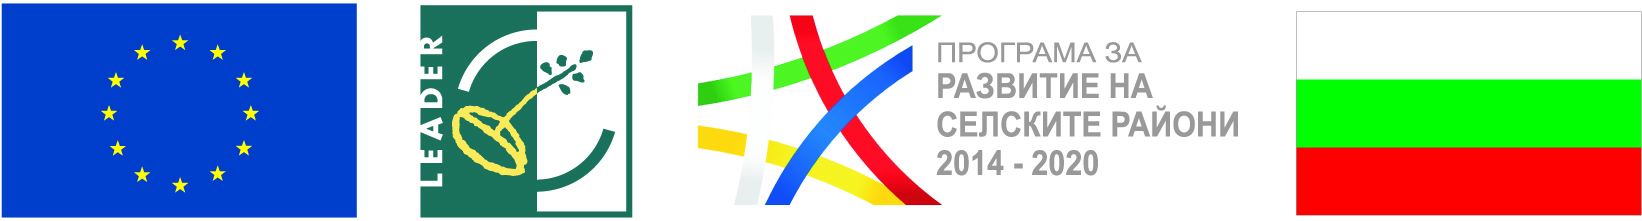 LEADER
ПРОГРАМА ЗА
РАЗВИТИЕ НА
СЕЛСКИТЕ РАЙОНИ
2014 - 2020